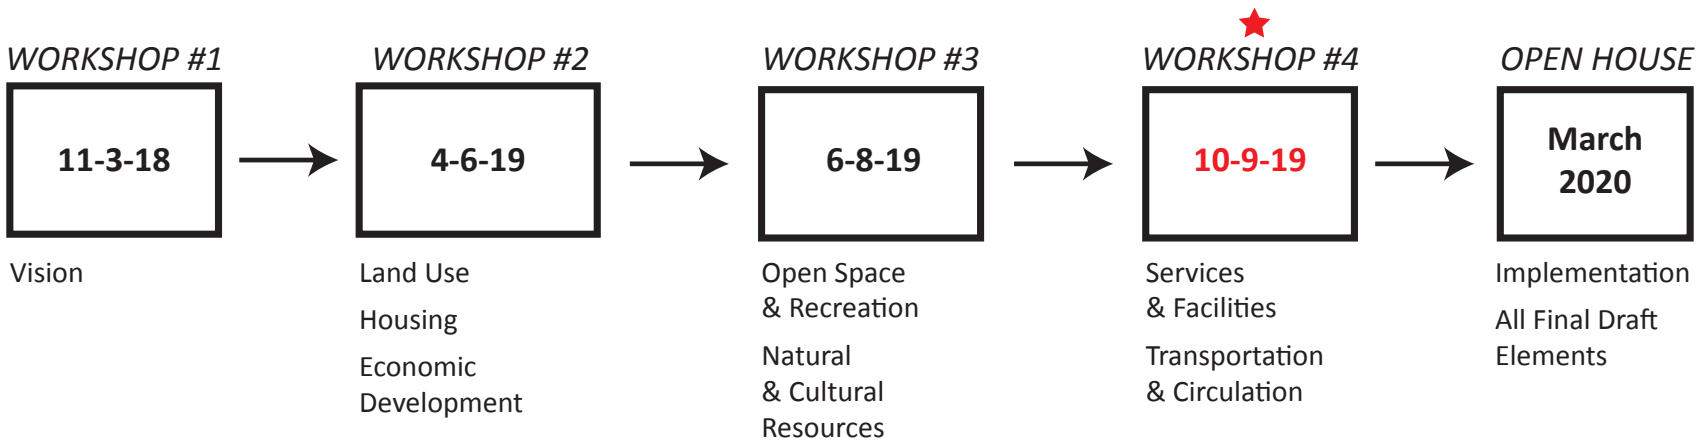 WORKSHOP #1
11-3-18
Vision
WORKSHOP #2
4-6-19
Land Use
Housing
Economic
Development
WORKSHOP #3
6-8-19
Open Space
& Recreation
Natural
& Cultural
Resources
WORKSHOP #4
10-9-19
Services
& Facilities
Transportation
& Circulation
OPEN HOUSE
March
2020
Implementation
All Final Draft
Elements